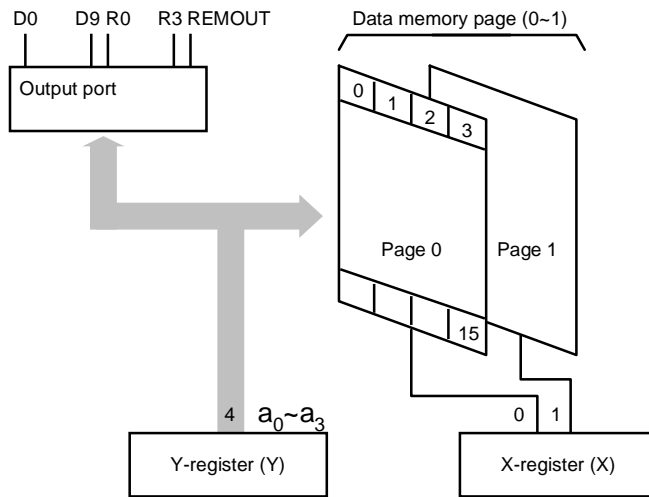 D0 D9 R0 R3 REMOUT
Data memory page (0~1)
Output port
0 1 2 3
Page 0
Page 1
15
4 a0~a3
0 1
Y-register (Y)
X-register (X)